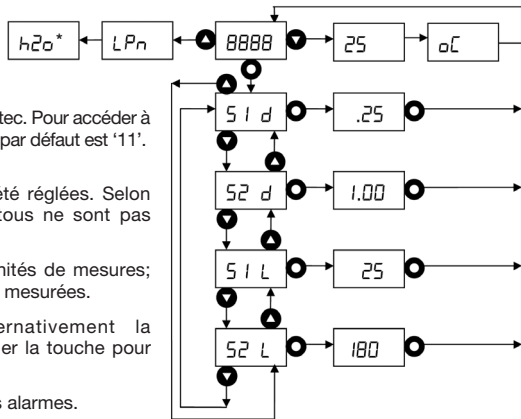 h2o* LPn 8888 25 oC
tec. Pour accéder à
par défaut est '11'.
S1 d .25
été réglées. Selon
tous ne sont pas
S2 d 1.00
nités de mesures;
mesurées.
S1 L 25
ernativement la
er la touche pour
S2 L 180
s alarmes.